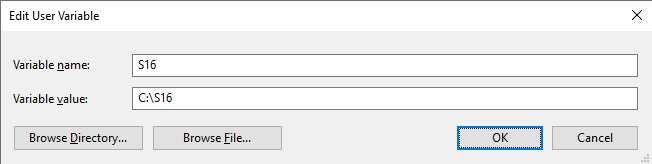 Edit User Variable
Variable name:
S16
Variable value:
C:\S16
Browse Directory...
Browse File...
OK
Cancel